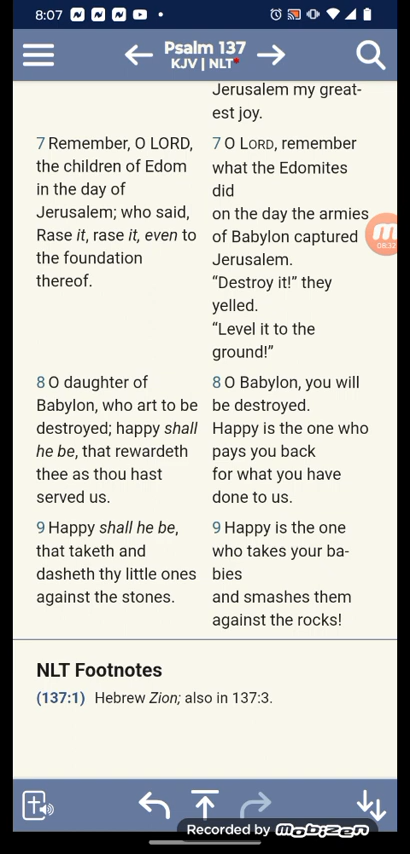 8:07
Psalm 137
KJV | NLT*
Jerusalem my great-
est joy.
7 Remember, O LORD,
the children of Edom
in the day of
Jerusalem; who said,
Rase it, rase it, even to
the foundation
thereof.
7 O LORD, remember
what the Edomites
did
on the day the armies
of Babylon captured
Jerusalem.
“Destroy it!” they
yelled.
“Level it to the
ground!”
8 O daughter of
Babylon, who art to be
destroyed; happy shall
he be, that rewardeth
thee as thou hast
served us.
8 O Babylon, you will
be destroyed.
Happy is the one who
pays you back
for what you have
done to us.
9 Happy shall he be,
that taketh and
dasheth thy little ones
against the stones.
9 Happy is the one
who takes your ba-
bies
and smashes them
against the rocks!
m
08:32
NLT Footnotes
(137:1) Hebrew Zion; also in 137:3.
Recorded by mobizen